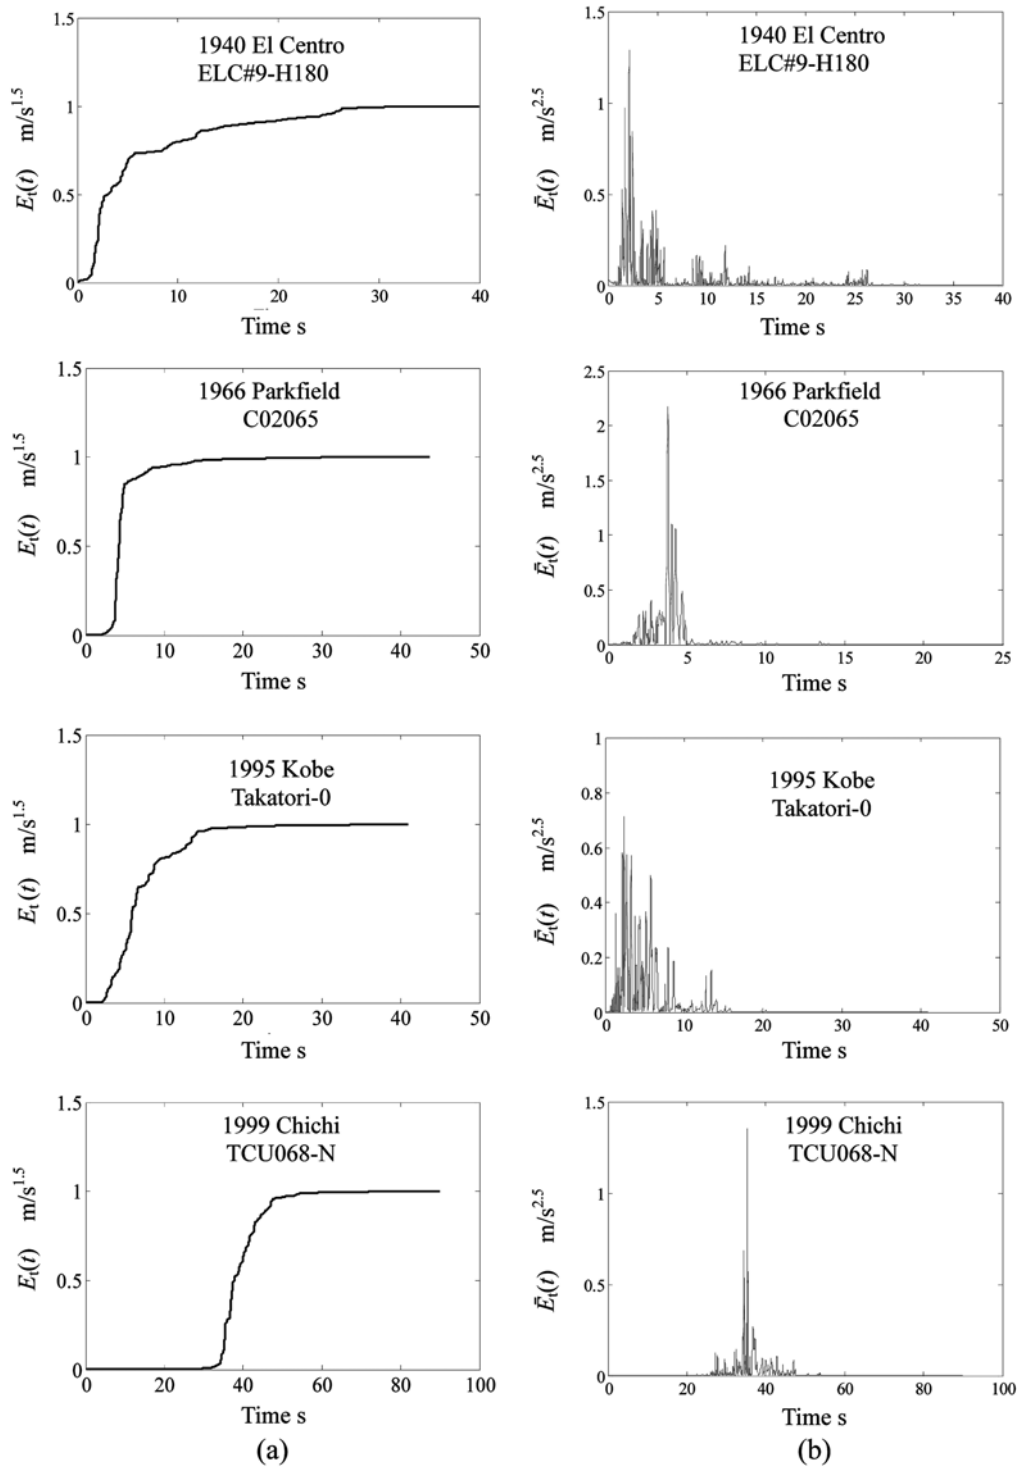 1.5
1
0.5
0
1940 El Centro
ELC#9-H180
E_t(t) m/s^1.5
0 10 20 30 40
Time s
1.5
1
0.5
0
1940 El Centro
ELC#9-H180
Ē_t(t) m/s^2.5
0 5 10 15 20 25 30 35 40
Time s
1.5
1
0.5
0
1966 Parkfield
C02065
E_t(t) m/s^1.5
0 10 20 30 40 50
Time s
2.5
2
1.5
1
0.5
0
1966 Parkfield
C02065
Ē_t(t) m/s^2.5
0 5 10 15 20 25
Time s
1.5
1
0.5
0
1995 Kobe
Takatori-0
E_t(t) m/s^1.5
0 10 20 30 40 50
Time s
1
0.8
0.6
0.4
0.2
0
1995 Kobe
Takatori-0
Ē_t(t) m/s^2.5
0 10 20 30 40 50
Time s
1.5
1
0.5
0
1999 Chichi
TCU068-N
E_t(t) m/s^1.5
0 20 40 60 80 100
Time s
(a)
1.5
1
0.5
0
1999 Chichi
TCU068-N
Ē_t(t) m/s^2.5
0 20 40 60 80 100
Time s
(b)